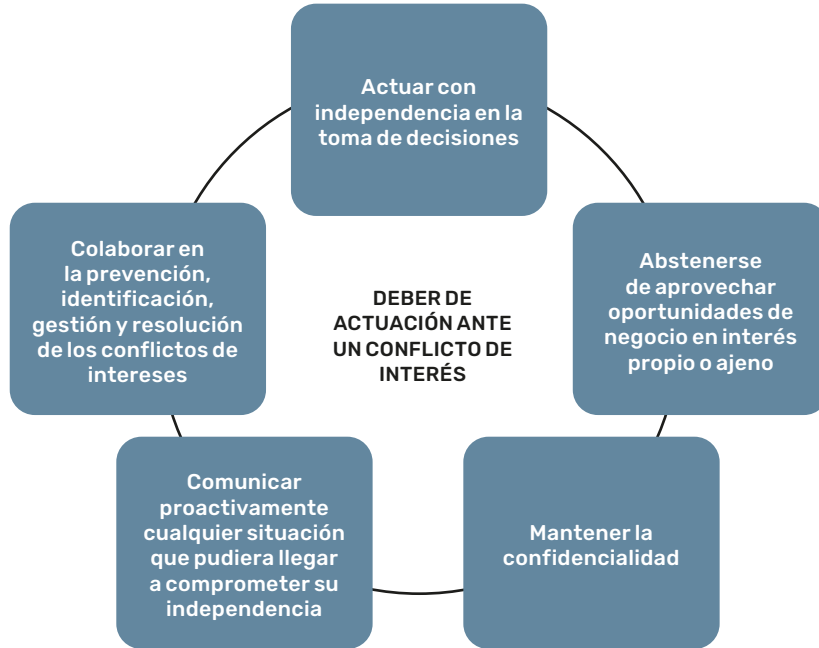 Actuar con
independencia en la
toma de decisiones
Abstenerse
de aprovechar
oportunidades de
negocio en interés
propio o ajeno
Mantener la
confidencialidad
Comunicar
proactivamente
cualquier situación
que pudiera llegar
a comprometer su
independencia
Colaborar en
la prevención,
identificación,
gestión y resolución
de los conflictos de
intereses
DEBER DE
ACTUACIÓN ANTE
UN CONFLICTO DE
INTERÉS